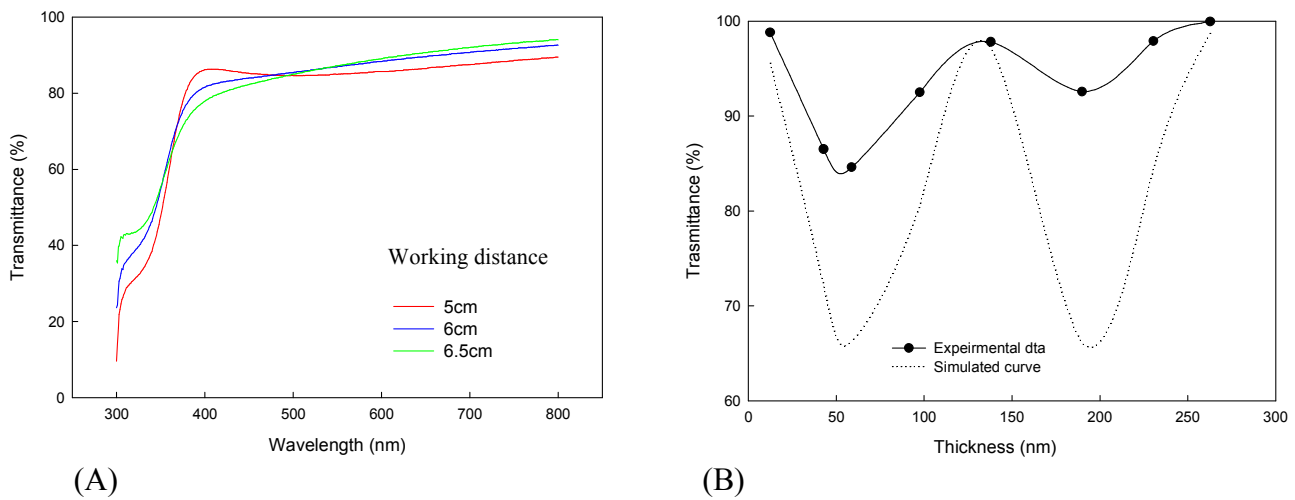 100
80
60
40
20
0
Transmittance (%)
300 400 500 600 700 800
Wavelength (nm)
Working distance
5cm
6cm
6.5cm
(A)
100
90
80
70
60
Trasmittance (%)
0 50 100 150 200 250 300
Thickness (nm)
Expeirmental dta
Simulated curve
(B)